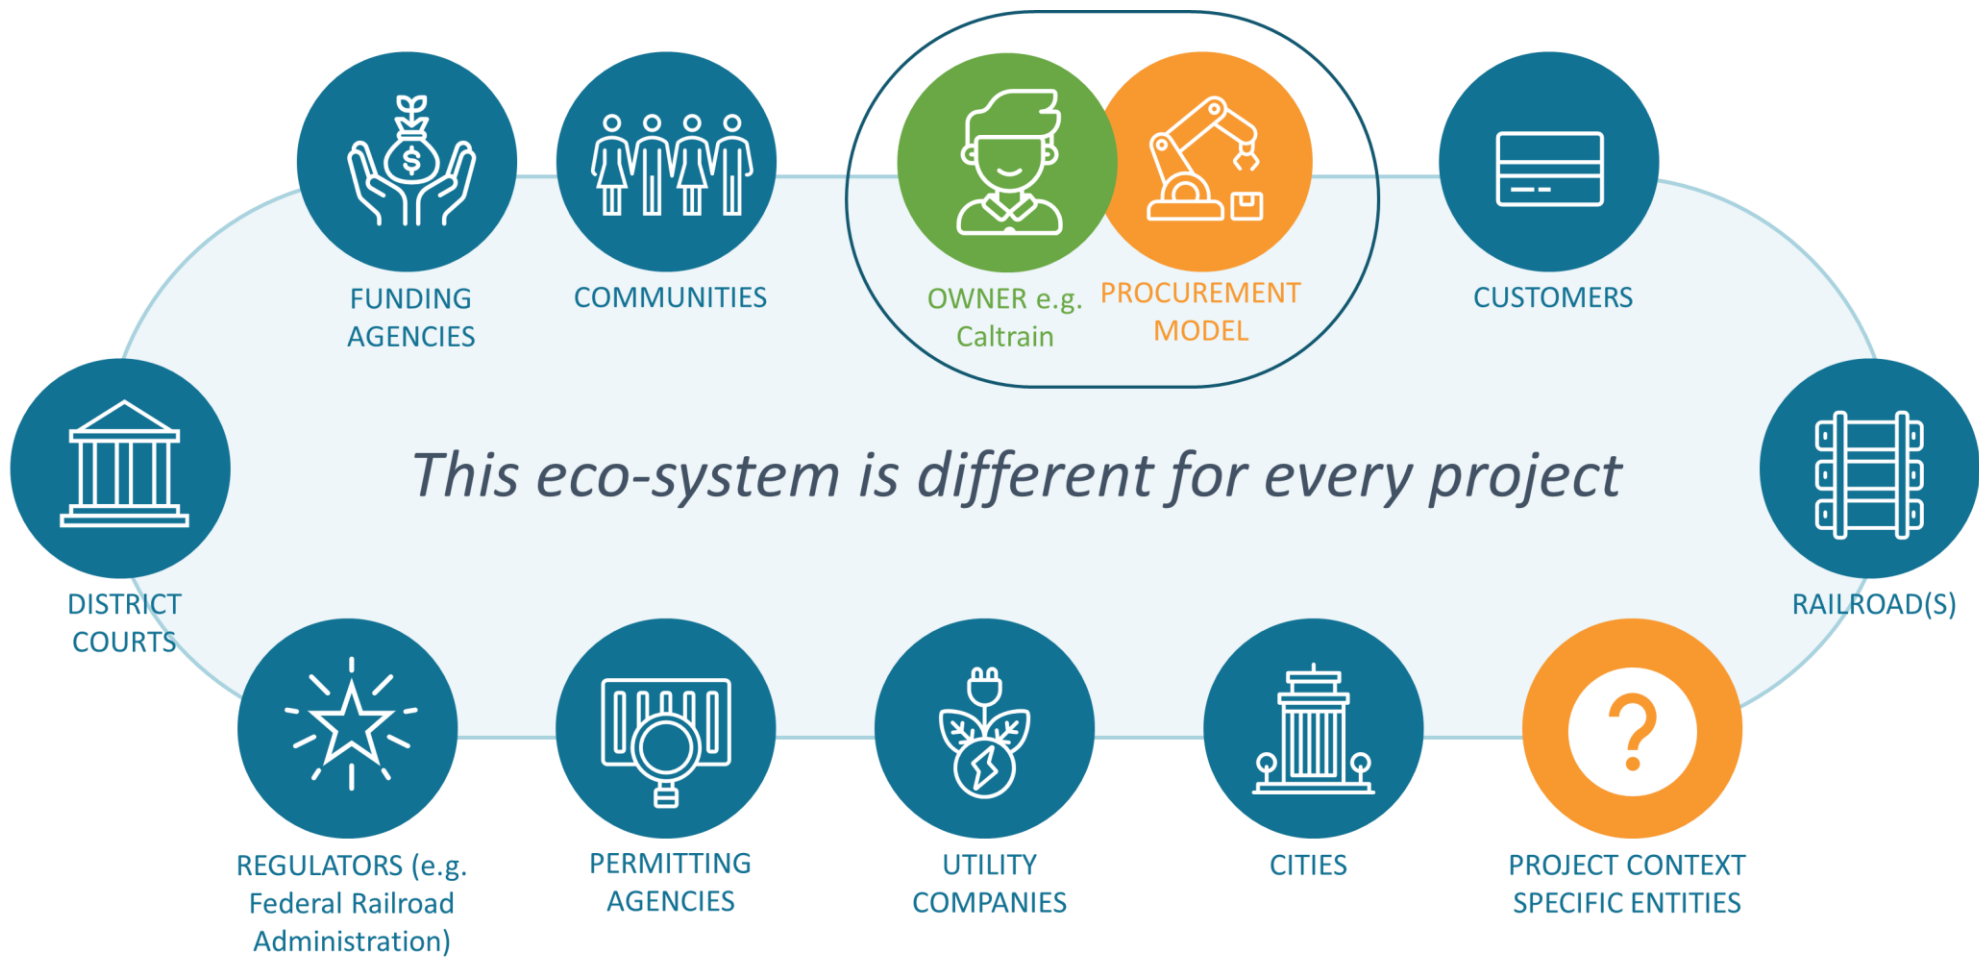 FUNDING
AGENCIES
COMMUNITIES
OWNER e.g.
Caltrain
PROCUREMENT
MODEL
CUSTOMERS
This eco-system is different for every project
DISTRICT
COURTS
RAILROAD(S)
REGULATORS (e.g.
Federal Railroad
Administration)
PERMITTING
AGENCIES
UTILITY
COMPANIES
CITIES
?
PROJECT CONTEXT
SPECIFIC ENTITIES